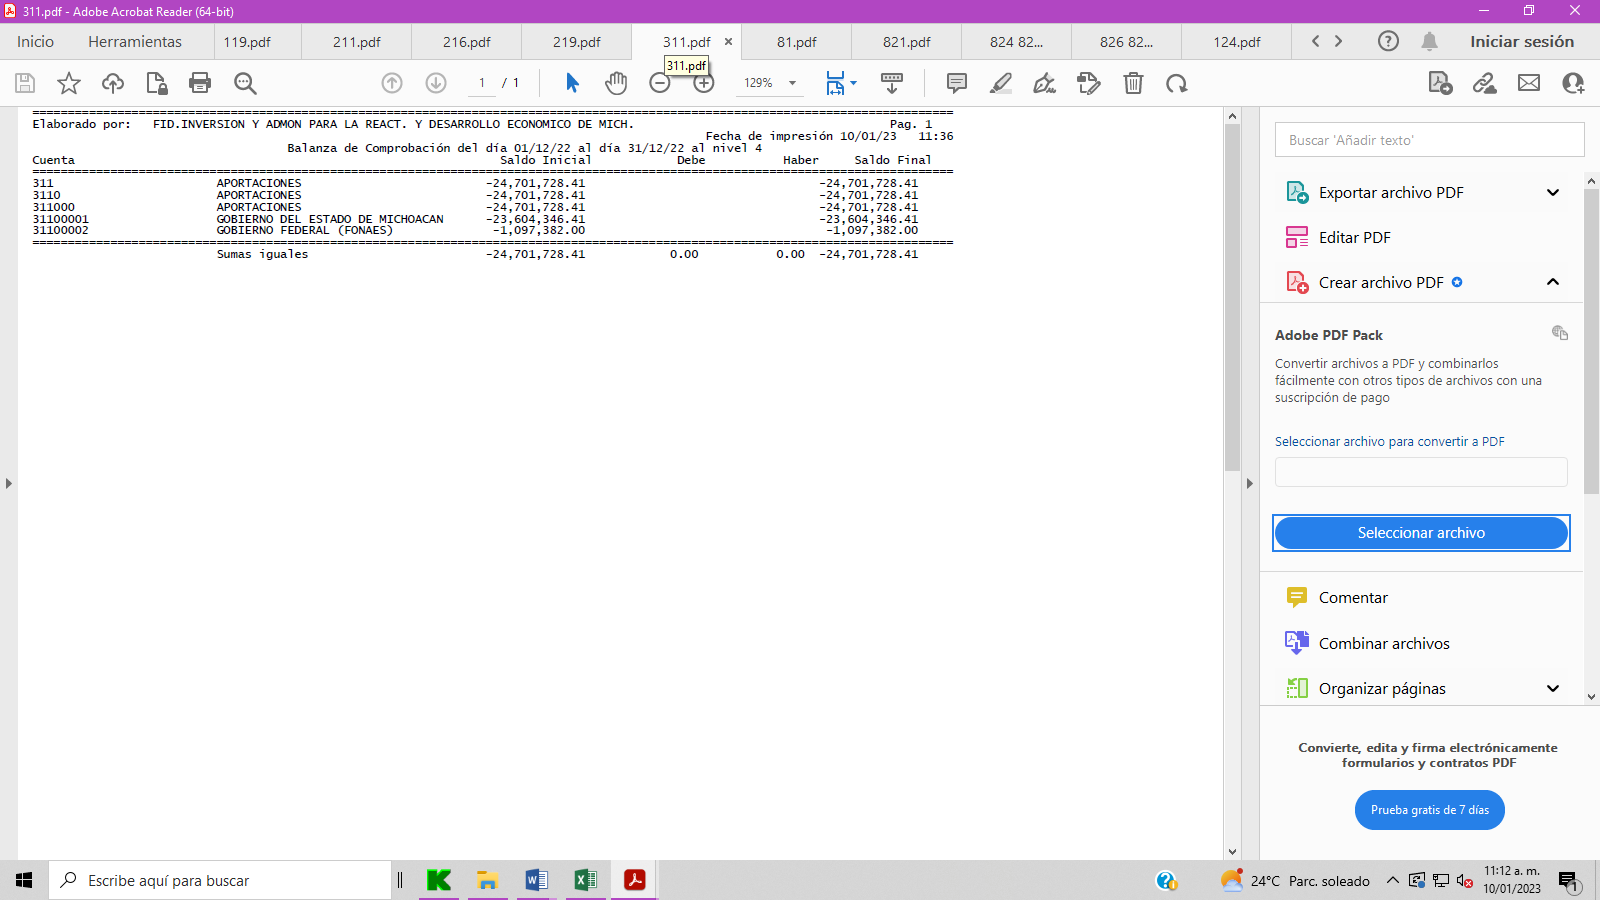 311.pdf - Adobe Acrobat Reader (64-bit)
Inicio Herramientas 119.pdf 211.pdf 216.pdf 219.pdf 311.pdf × 81.pdf 821.pdf 824 82... 826 82... 124.pdf Iniciar sesión
311.pdf
1 / 1 129%
Elaborado por: FID.INVERSION Y ADMON PARA LA REACT. Y DESARROLLO ECONOMICO DE MICH. Pag. 1
Fecha de impresión 10/01/23 11:36
Balanza de Comprobación del día 01/12/22 al día 31/12/22 al nivel 4
Cuenta Saldo Inicial Debe Haber Saldo Final
311 APORTACIONES -24,701,728.41 -24,701,728.41
3110 APORTACIONES -24,701,728.41 -24,701,728.41
311000 APORTACIONES -24,701,728.41 -24,701,728.41
31100001 GOBIERNO DEL ESTADO DE MICHOACAN -23,604,346.41 -23,604,346.41
31100002 GOBIERNO FEDERAL (FONAES) -1,097,382.00 -1,097,382.00
Sumas iguales -24,701,728.41 0.00 0.00 -24,701,728.41
Buscar 'Añadir texto'
Exportar archivo PDF
Editar PDF
Crear archivo PDF
Adobe PDF Pack
Convertir archivos a PDF y combinarlos
fácilmente con otros tipos de archivos con una
suscripción de pago
Seleccionar archivo para convertir a PDF
Seleccionar archivo
Comentar
Combinar archivos
Organizar páginas
Convierte, edita y firma electrónicamente
formularios y contratos PDF
Prueba gratis de 7 días
Escribe aquí para buscar
24°C Parc. soleado
11:12 a. m.
10/01/2023
1